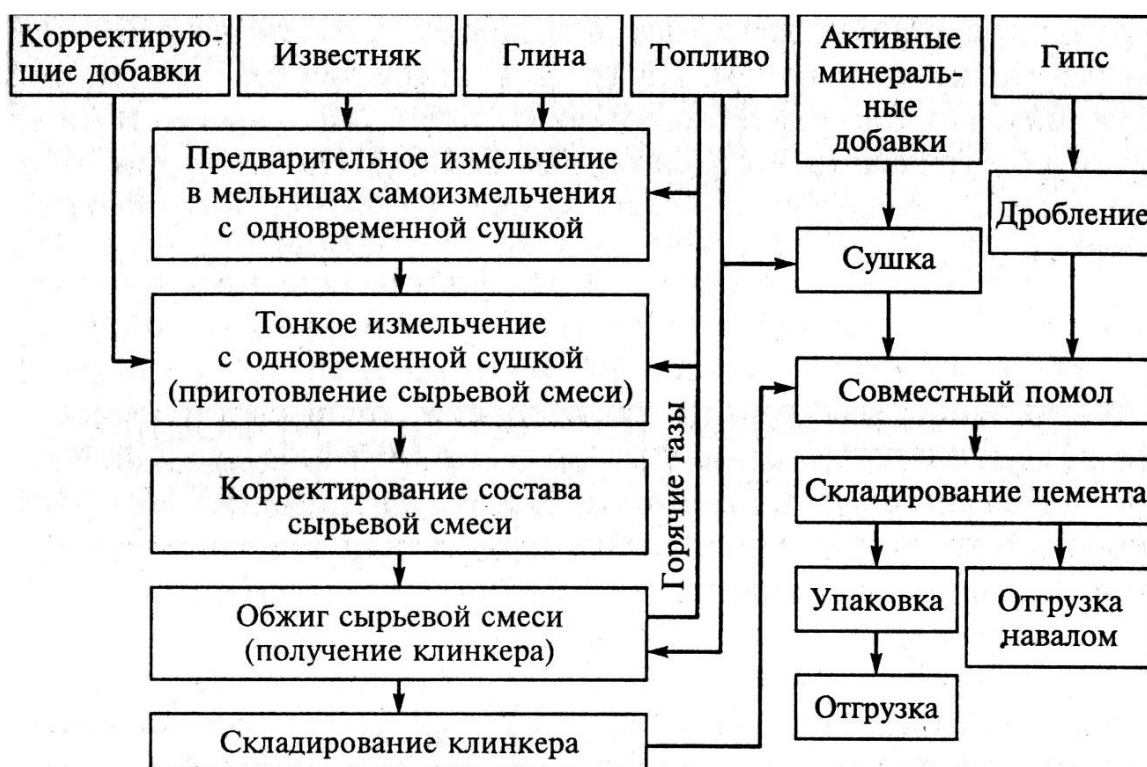 Корректирую-
щие добавки
Известняк
Глина
Топливо
Активные
минераль-
ные
добавки
Гипс
Предварительное измельчение
в мельницах самоизмельчения
с одновременной сушкой
Дробление
Сушка
Тонкое измельчение
с одновременной сушкой
(приготовление сырьевой смеси)
Совместный помол
Горячие газы
Корректирование состава
сырьевой смеси
Складирование цемента
Обжиг сырьевой смеси
(получение клинкера)
Упаковка
Отгрузка
навалом
Отгрузка
Складирование клинкера